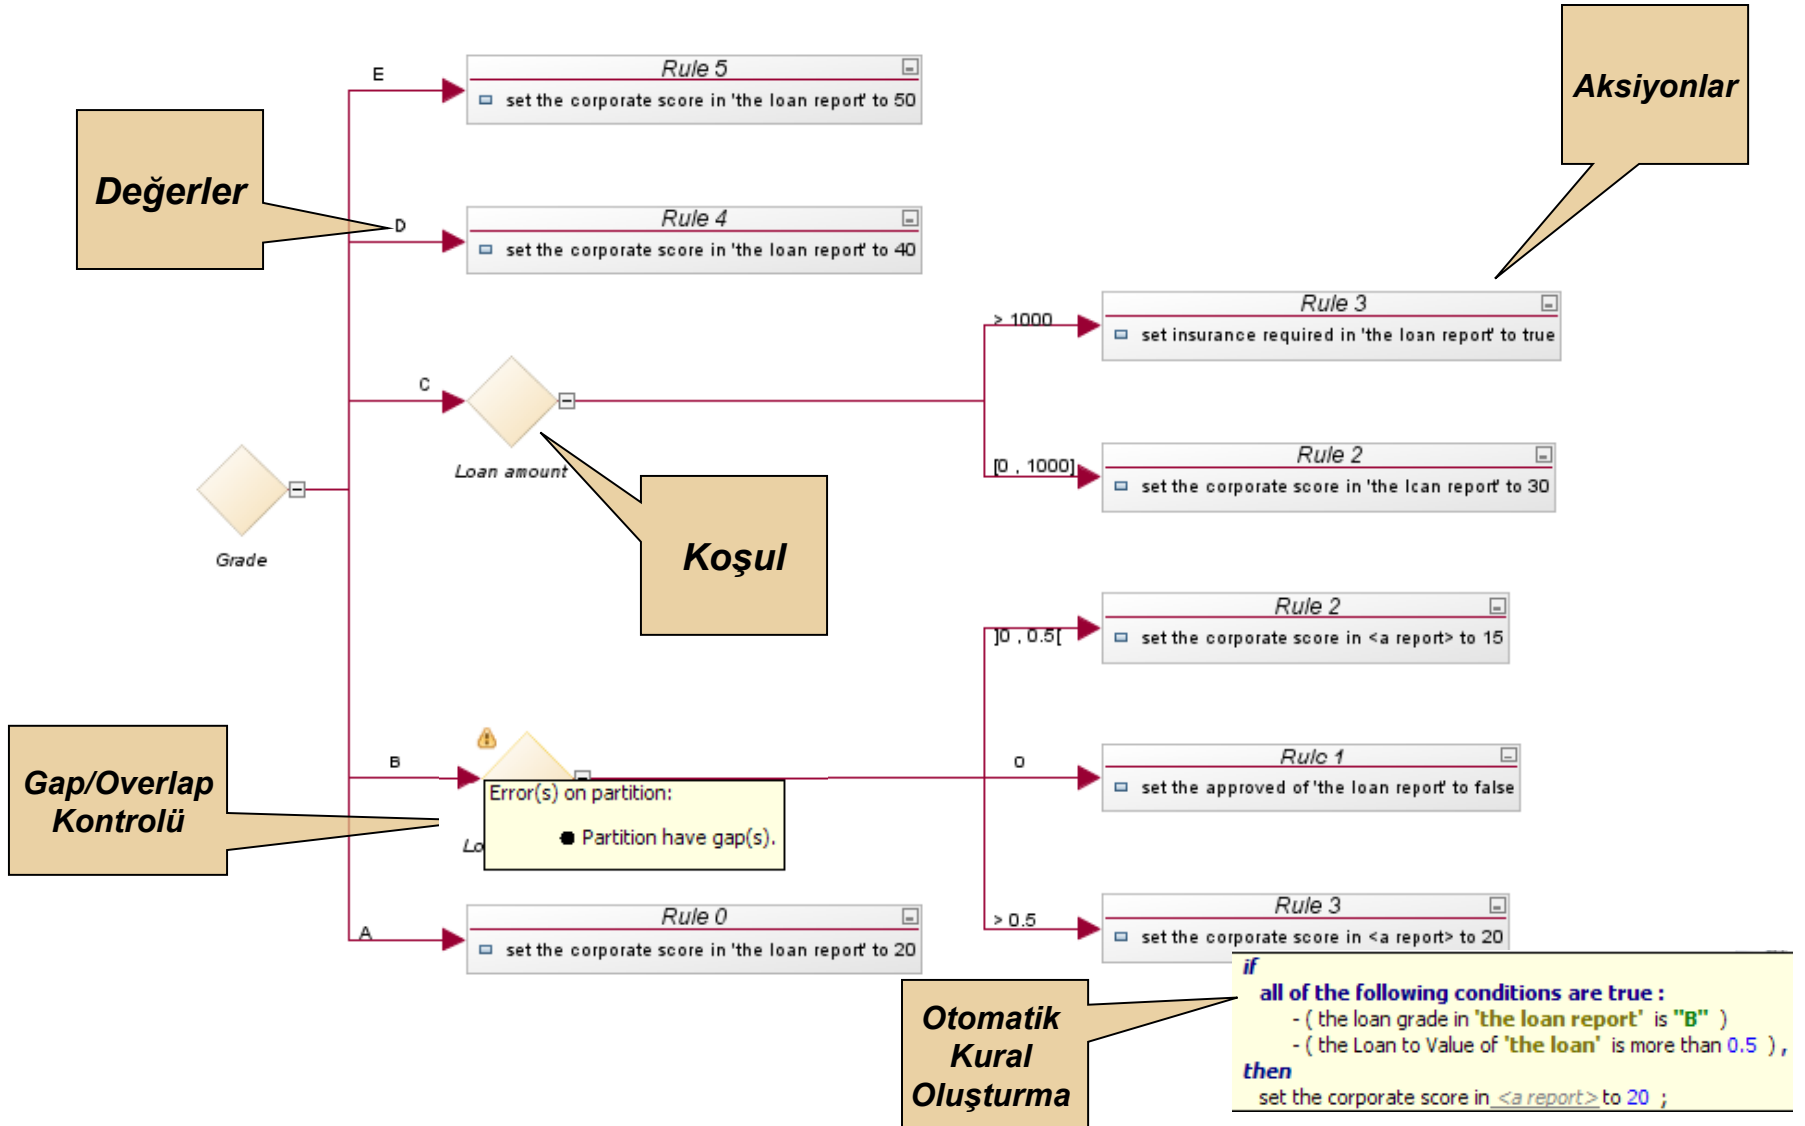 Aksiyonlar
E
Rule 5
set the corporate score in 'the loan report' to 50
Değerler
D
Rule 4
set the corporate score in 'the loan report' to 40
> 1000
Rule 3
set insurance required in 'the loan report' to true
C
Loan amount
[0 , 1000]
Rule 2
set the corporate score in 'the lcan report' to 30
Grade
Koşul
]0 , 0.5[
Rule 2
set the corporate score in <a report> to 15
Gap/Overlap
Kontrolü
B
Error(s) on partition:
Partition have gap(s).
Lo
0
Rule 1
set the approved of 'the loan report' to false
A
Rule 0
set the corporate score in 'the loan report' to 20
> 0.5
Rule 3
set the corporate score in <a report> to 20
Otomatik
Kural
Oluşturma
if
all of the following conditions are true :
- ( the loan grade in 'the loan report' is "B" )
- ( the Loan to Value of 'the loan' is more than 0.5 ) ,
then
set the corporate score in <a report> to 20 ;